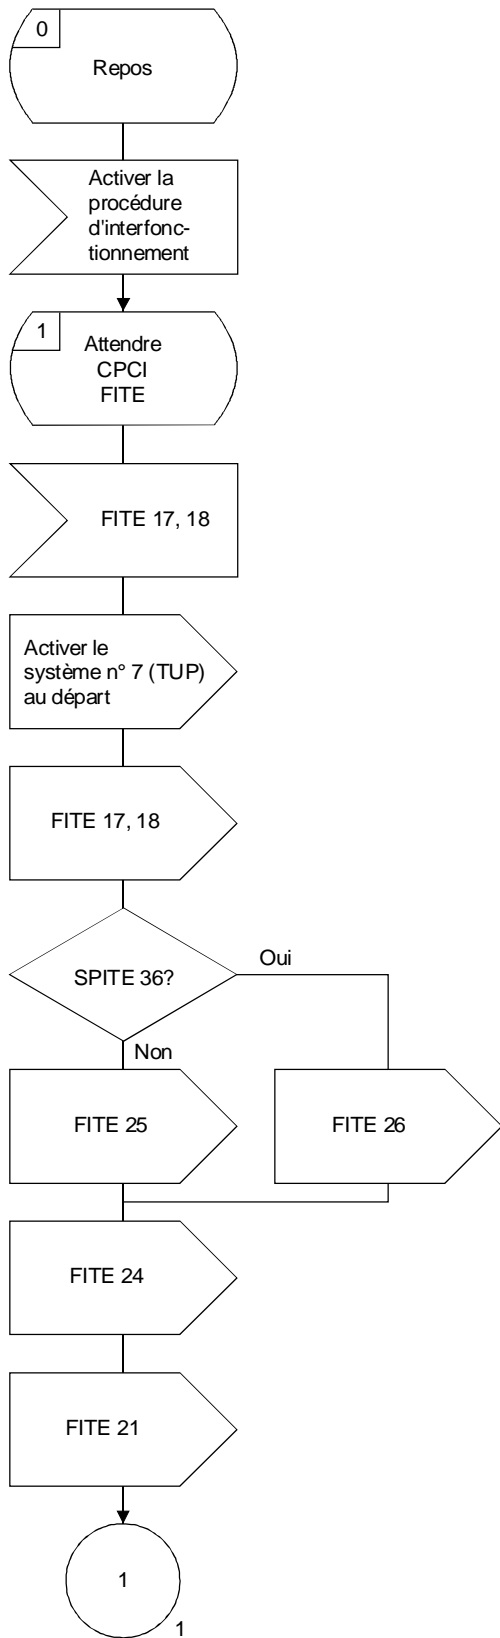 0
Repos
Activer la
procédure
d'interfonc-
tionnement
1
Attendre
CPCI
FITE
FITE 17, 18
Activer le
système n° 7 (TUP)
au départ
FITE 17, 18
SPITE 36?
Oui
Non
FITE 25
FITE 26
FITE 24
FITE 21
1
1